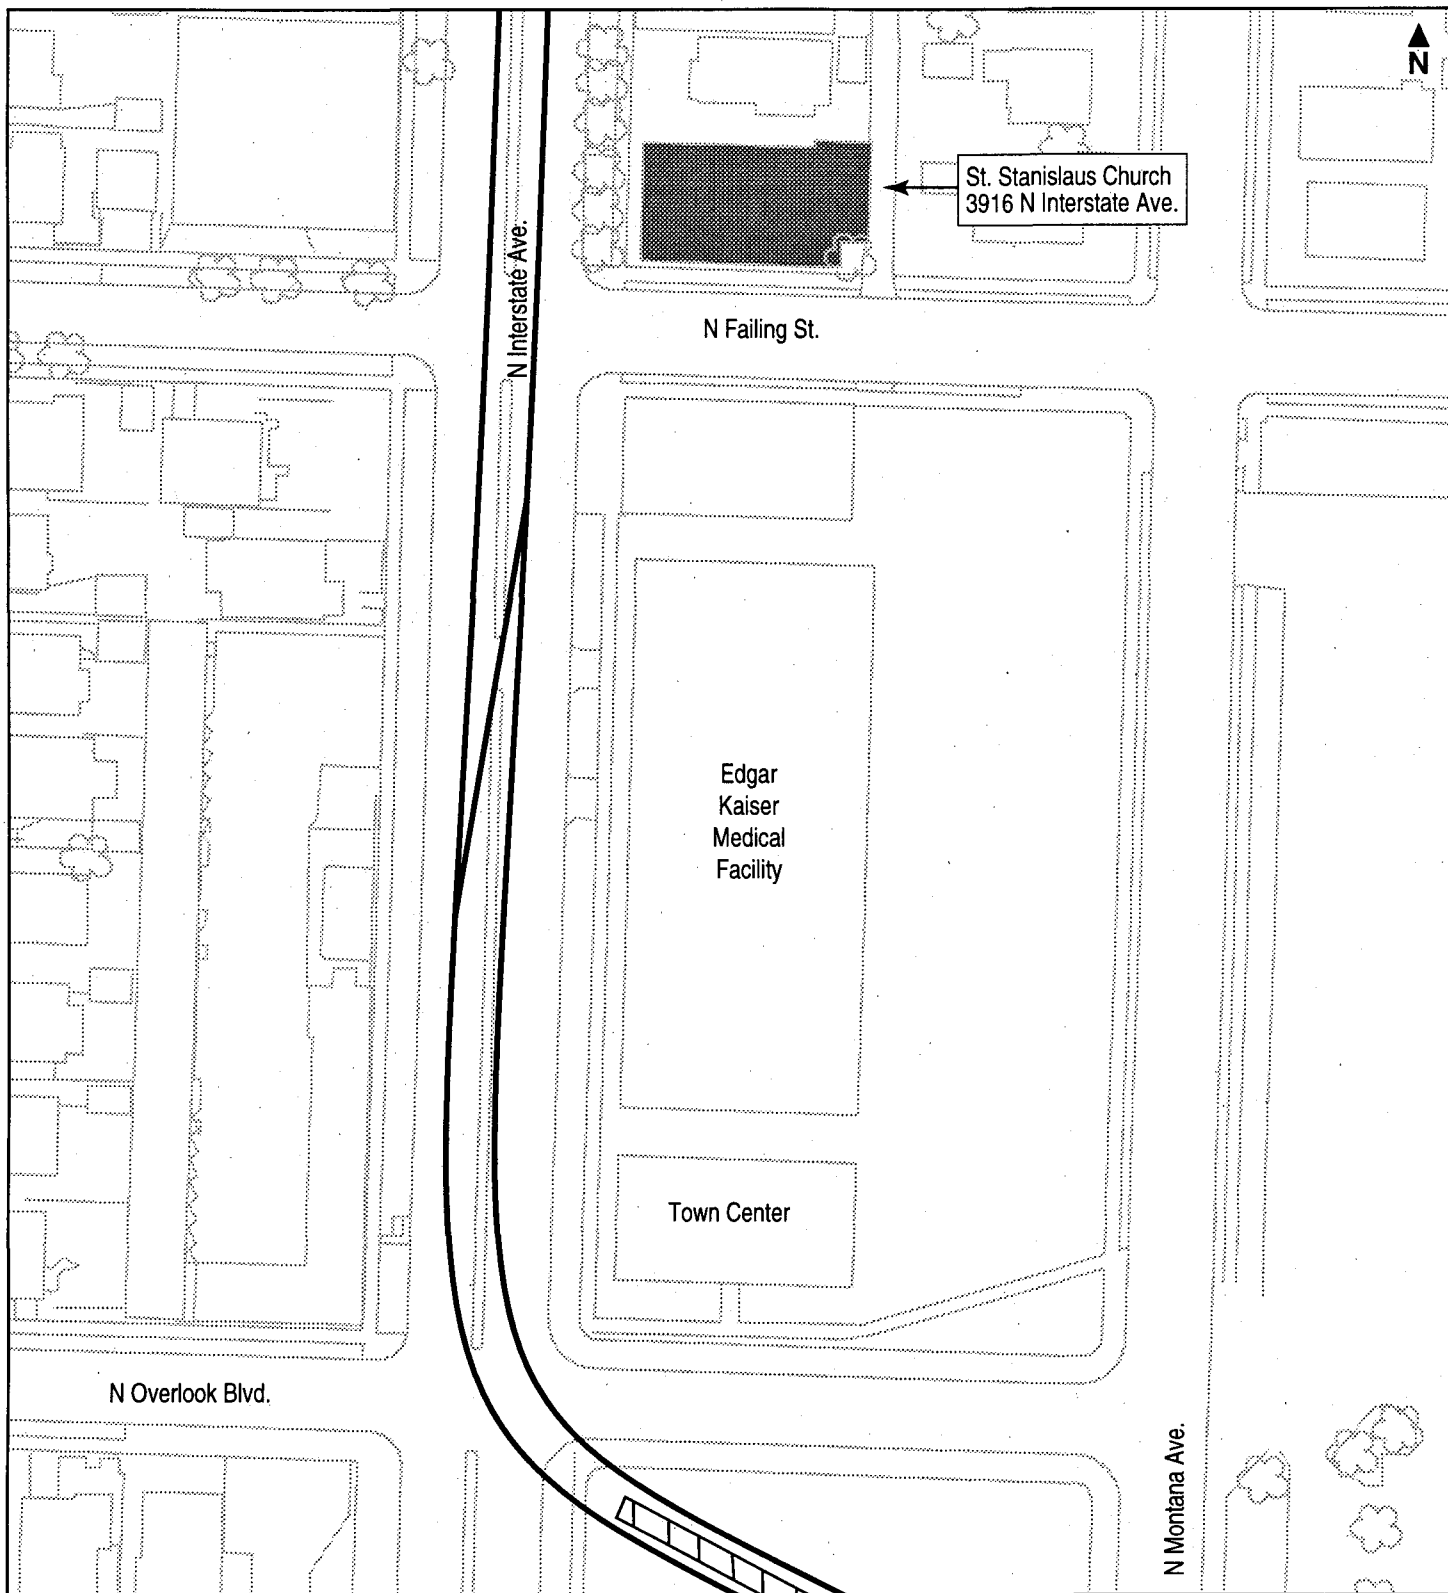 N
St. Stanislaus Church
3916 N Interstate Ave.
N Interstate Ave.
N Failing St.
Edgar
Kaiser
Medical
Facility
Town Center
N Overlook Blvd.
N Montana Ave.